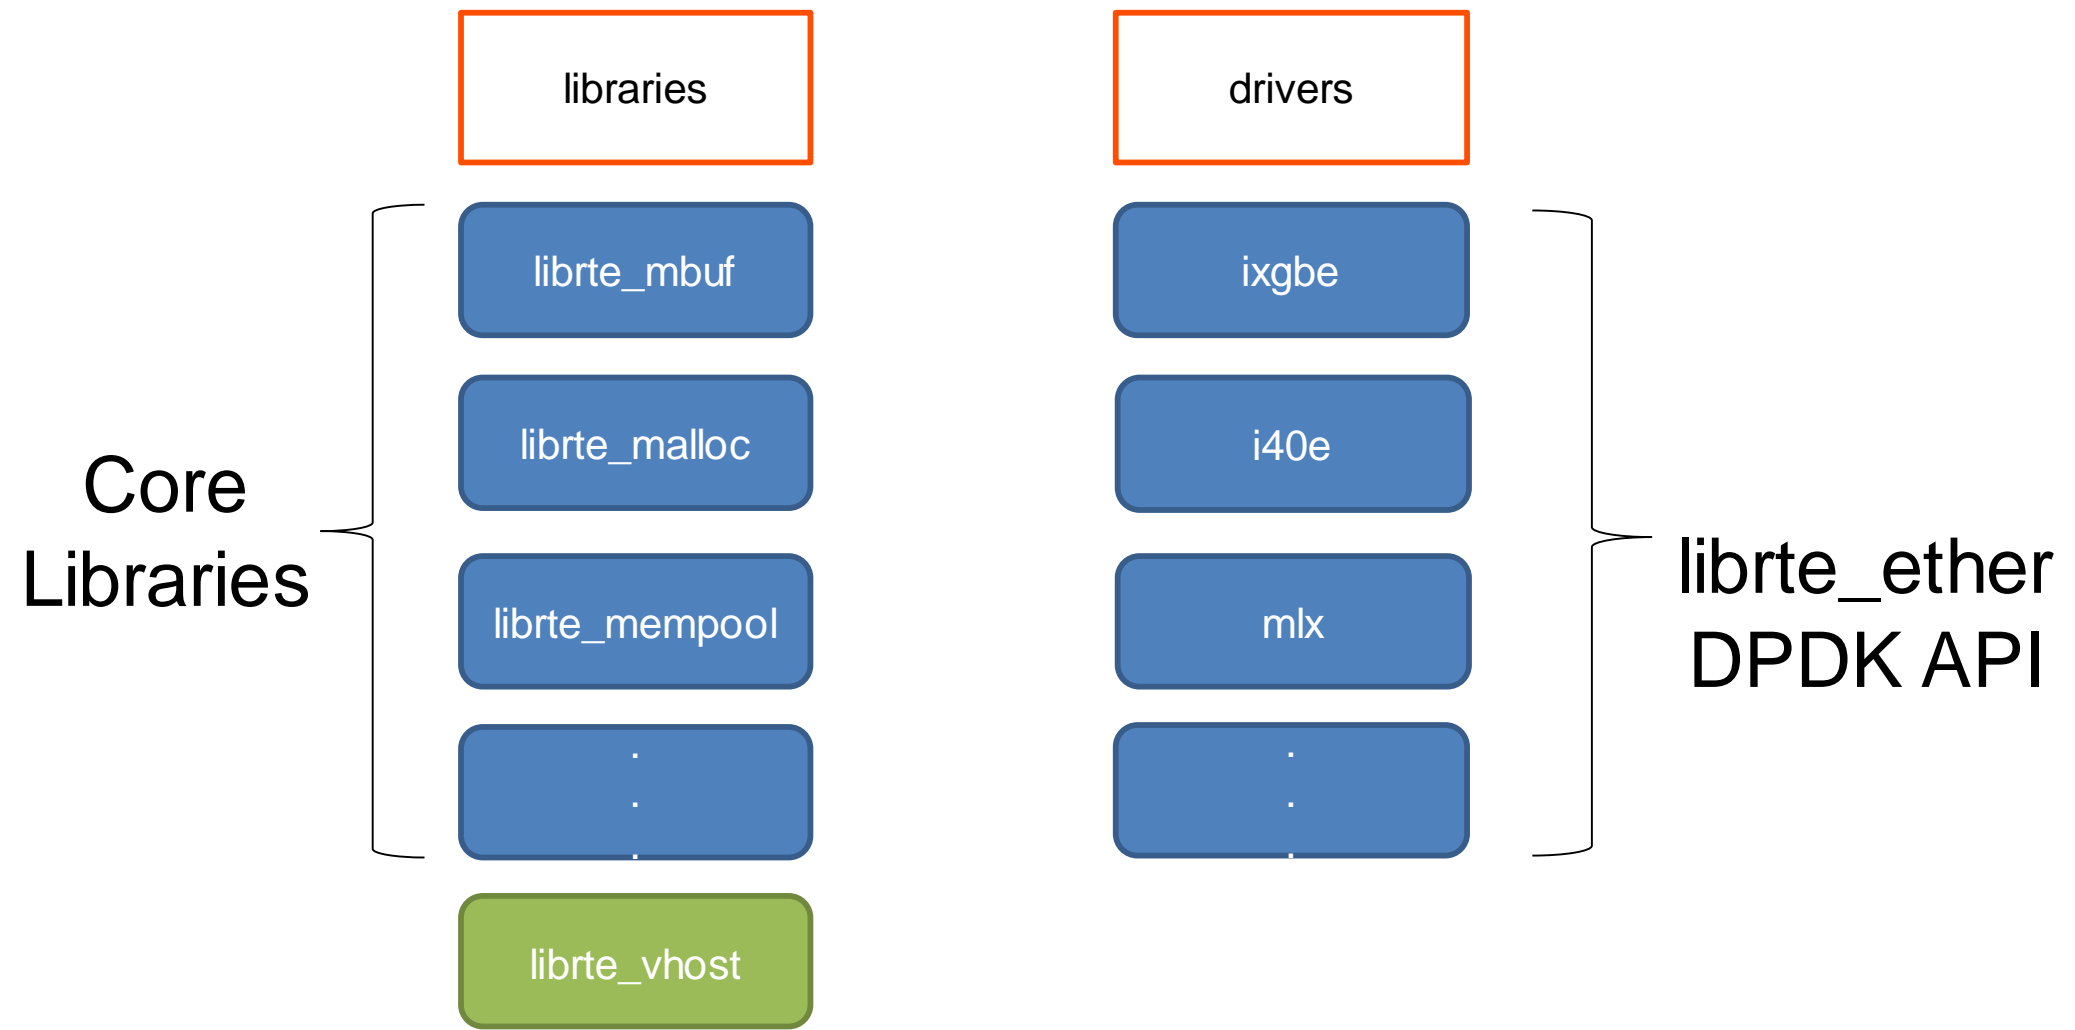 libraries
drivers
Core
Libraries
librte_mbuf
librte_malloc
librte_mempool
.
.
.
librte_vhost
ixgbe
i40e
mlx
.
.
.
librte_ether
DPDK API